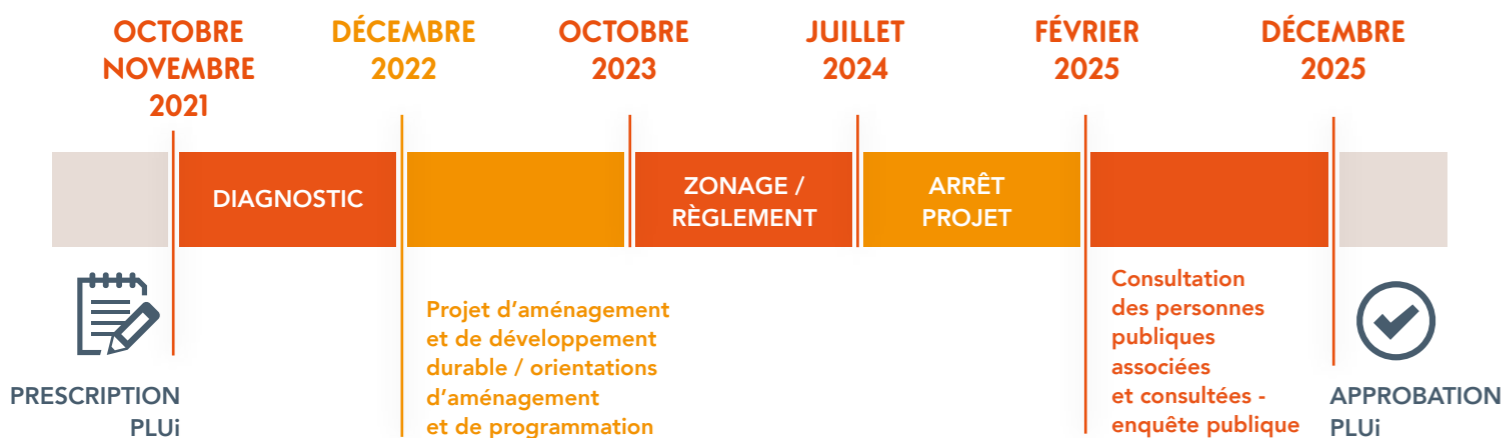 OCTOBRE
NOVEMBRE
2021
DÉCEMBRE
2022
OCTOBRE
2023
JUILLET
2024
FÉVRIER
2025
DÉCEMBRE
2025
DIAGNOSTIC
ZONAGE /
RÈGLEMENT
ARRÊT
PROJET
PRESCRIPTION
PLUi
Projet d’aménagement
et de développement
durable / orientations
d’aménagement
et de programmation
Consultation
des personnes
publiques
associées
et consultées -
enquête publique
APPROBATION
PLUi